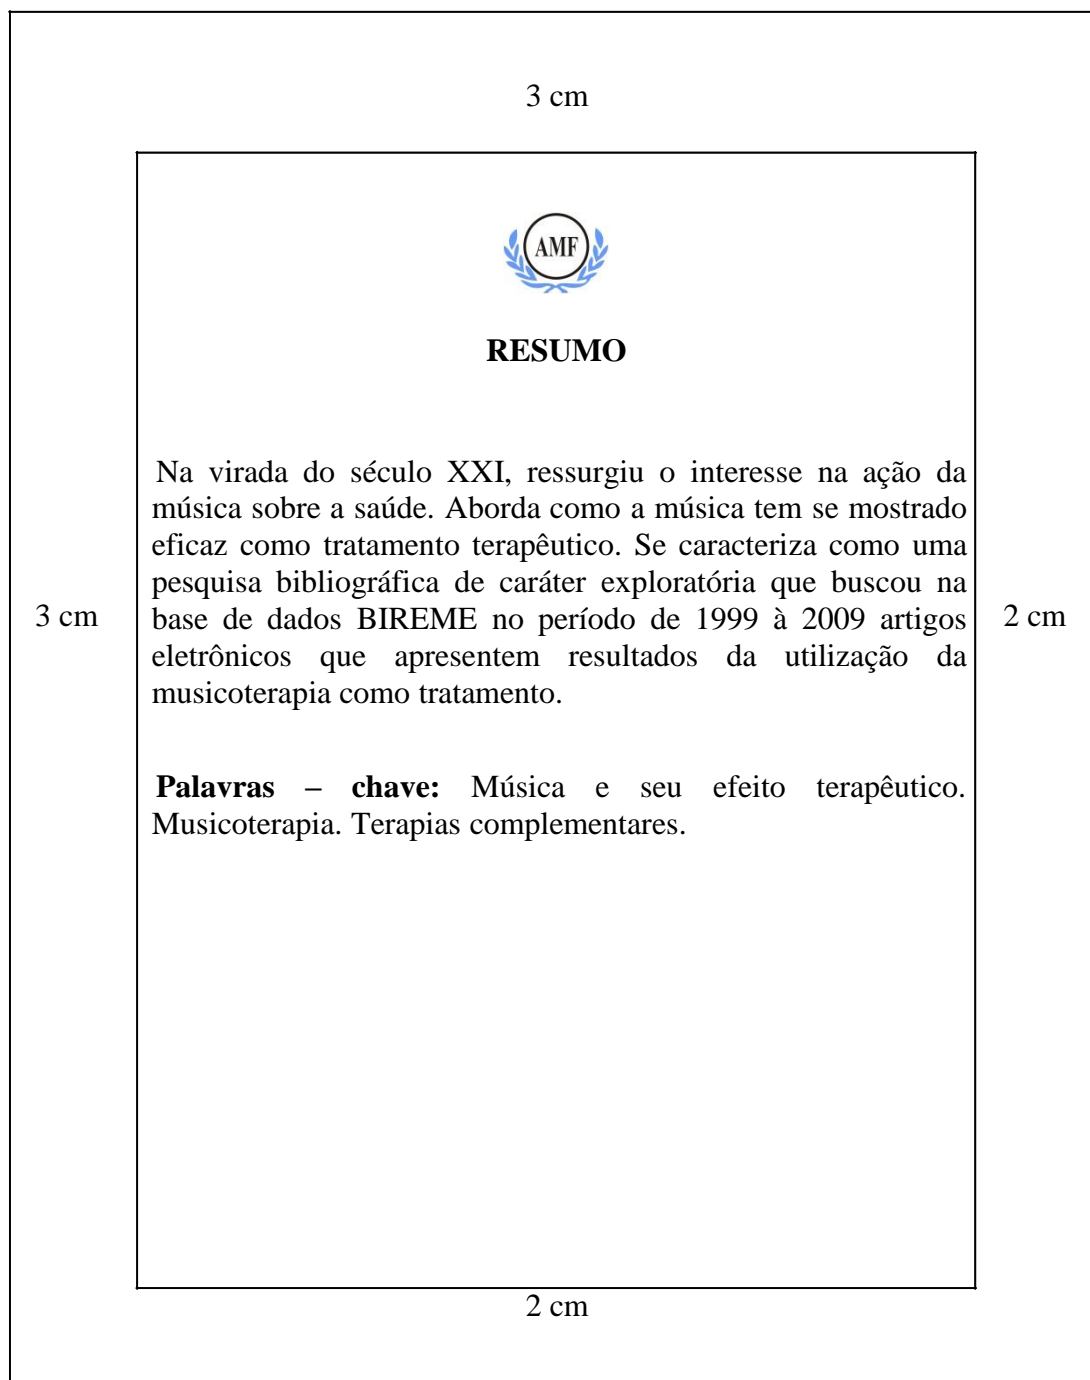 3 cm
AMF
RESUMO
Na virada do século XXI, ressurgiu o interesse na ação da
música sobre a saúde. Aborda como a música tem se mostrado
eficaz como tratamento terapêutico. Se caracteriza como uma
pesquisa bibliográfica de caráter exploratória que buscou na
base de dados BIREME no período de 1999 à 2009 artigos
eletrônicos que apresentem resultados da utilização da
musicoterapia como tratamento.
3 cm
2 cm
Palavras – chave: Música e seu efeito terapêutico.
Musicoterapia. Terapias complementares.
2 cm